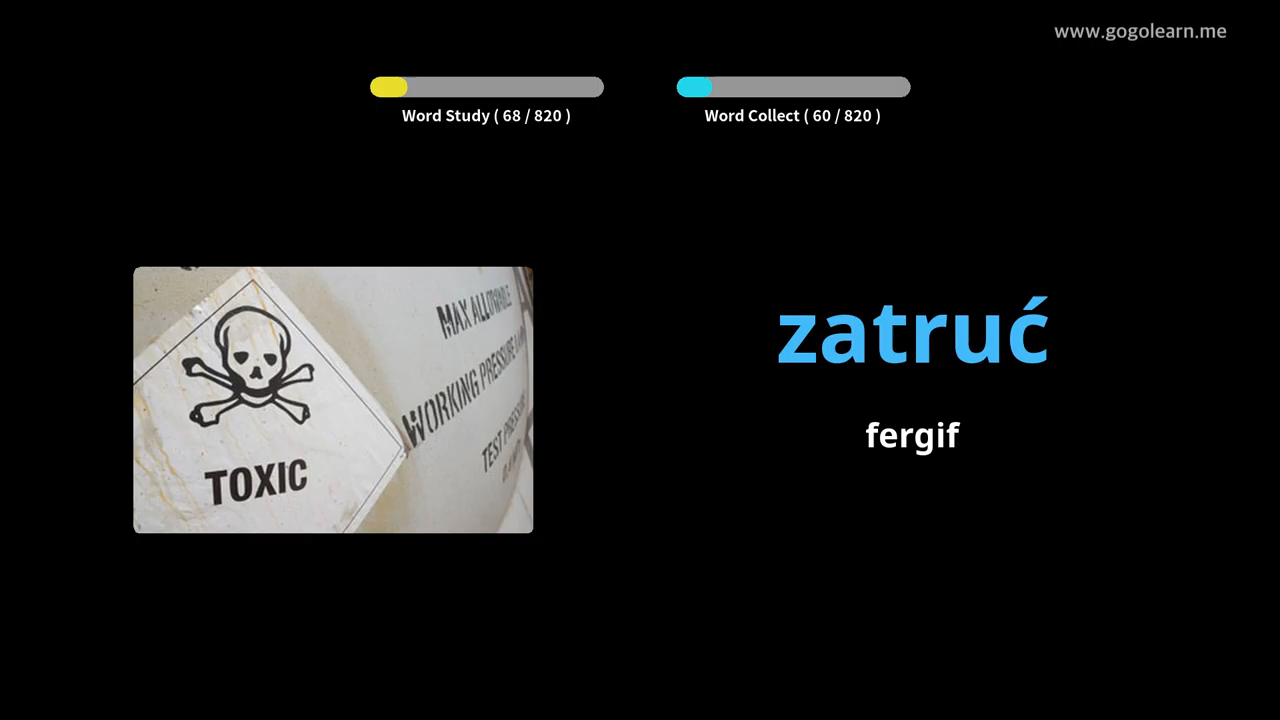 www.gogolearn.me
Word Study ( 68 / 820 )
Word Collect ( 60 / 820 )
zatruć
fergif
TOXIC
MAX ALLOWABLE
WORKING PRESSURE
TEST PRESSURE